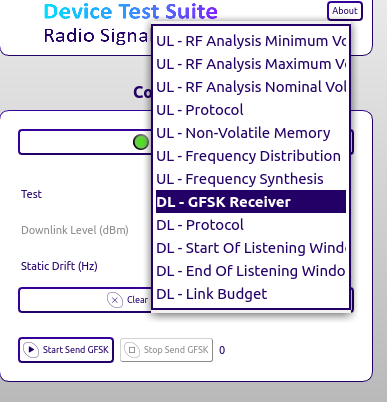 Device Test Suite
About
Radio Signa
UL - RF Analysis Minimum Vo
UL - RF Analysis Maximum V
UL - RF Analysis Nominal Vol
Co
UL - Protocol
UL - Non-Volatile Memory
UL - Frequency Distribution
UL - Frequency Synthesis
Test
DL - GFSK Receiver
Downlink Level (dBm)
DL - Protocol
DL - Start Of Listening Windo
Static Drift (Hz)
DL - End Of Listening Windo
DL - Link Budget
Clear
Start Send GFSK
Stop Send GFSK
0